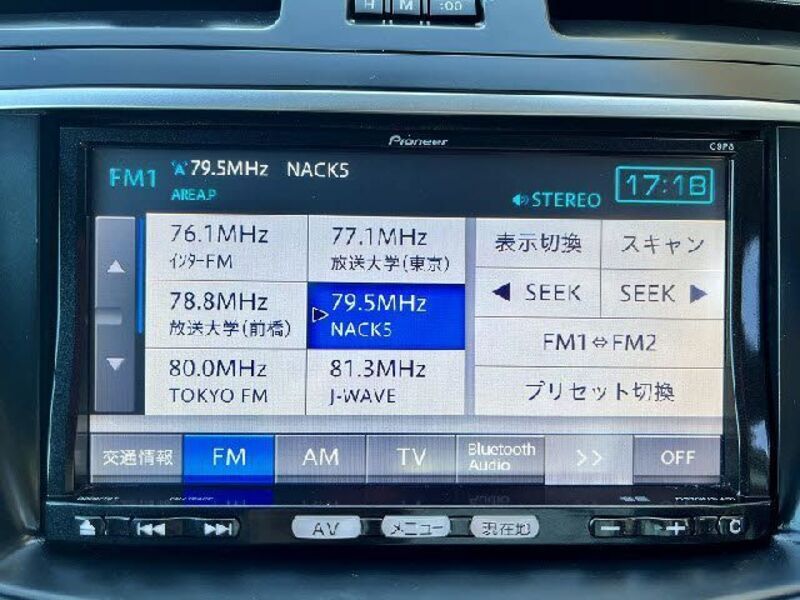 H M :00
Pioneer
C9P8
FM1 79.5MHz NACK5
AREA.P
STEREO 17:18
76.1MHz 77.1MHz
インターFM 放送大学(東京)
78.8MHz 79.5MHz
放送大学(前橋) NACK5
80.0MHz 81.3MHz
TOKYO FM J-WAVE
表示切換 スキャン
◀ SEEK SEEK ▶
FM1⇔FM2
プリセット切換
交通情報 FM AM TV Bluetooth Audio >> OFF
AV メニュー 現在地 − + C